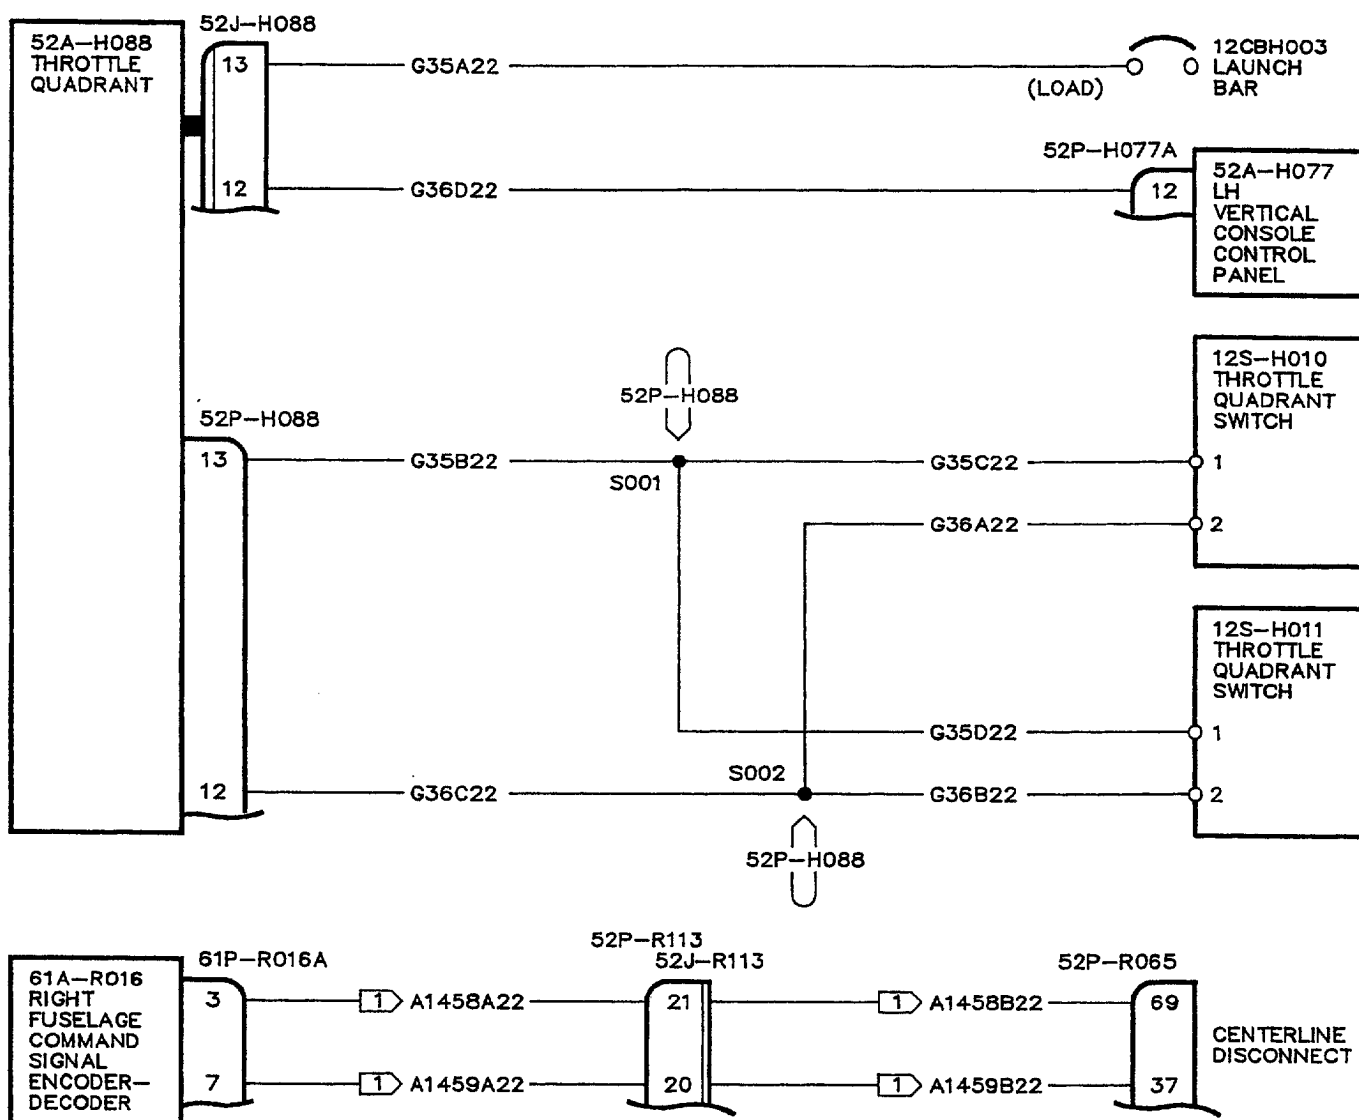 52A-H088
THROTTLE
QUADRANT
52J-H088
13
G35A22
(LOAD)
12CBH003
LAUNCH
BAR
12
G36D22
52P-H077A
12
52A-H077
LH
VERTICAL
CONSOLE
CONTROL
PANEL
52P-H088
12S-H010
THROTTLE
QUADRANT
SWITCH
52P-H088
13
G35B22
S001
G35C22
1
G36A22
2
12S-H011
THROTTLE
QUADRANT
SWITCH
G35D22
1
12
G36C22
S002
G36B22
2
52P-H088
61A-R016
RIGHT
FUSELAGE
COMMAND
SIGNAL
ENCODER-
DECODER
61P-R016A
52P-R113
52J-R113
52P-R065
3
1
A1458A22
21
1
A1458B22
69
CENTERLINE
DISCONNECT
7
1
A1459A22
20
1
A1459B22
37